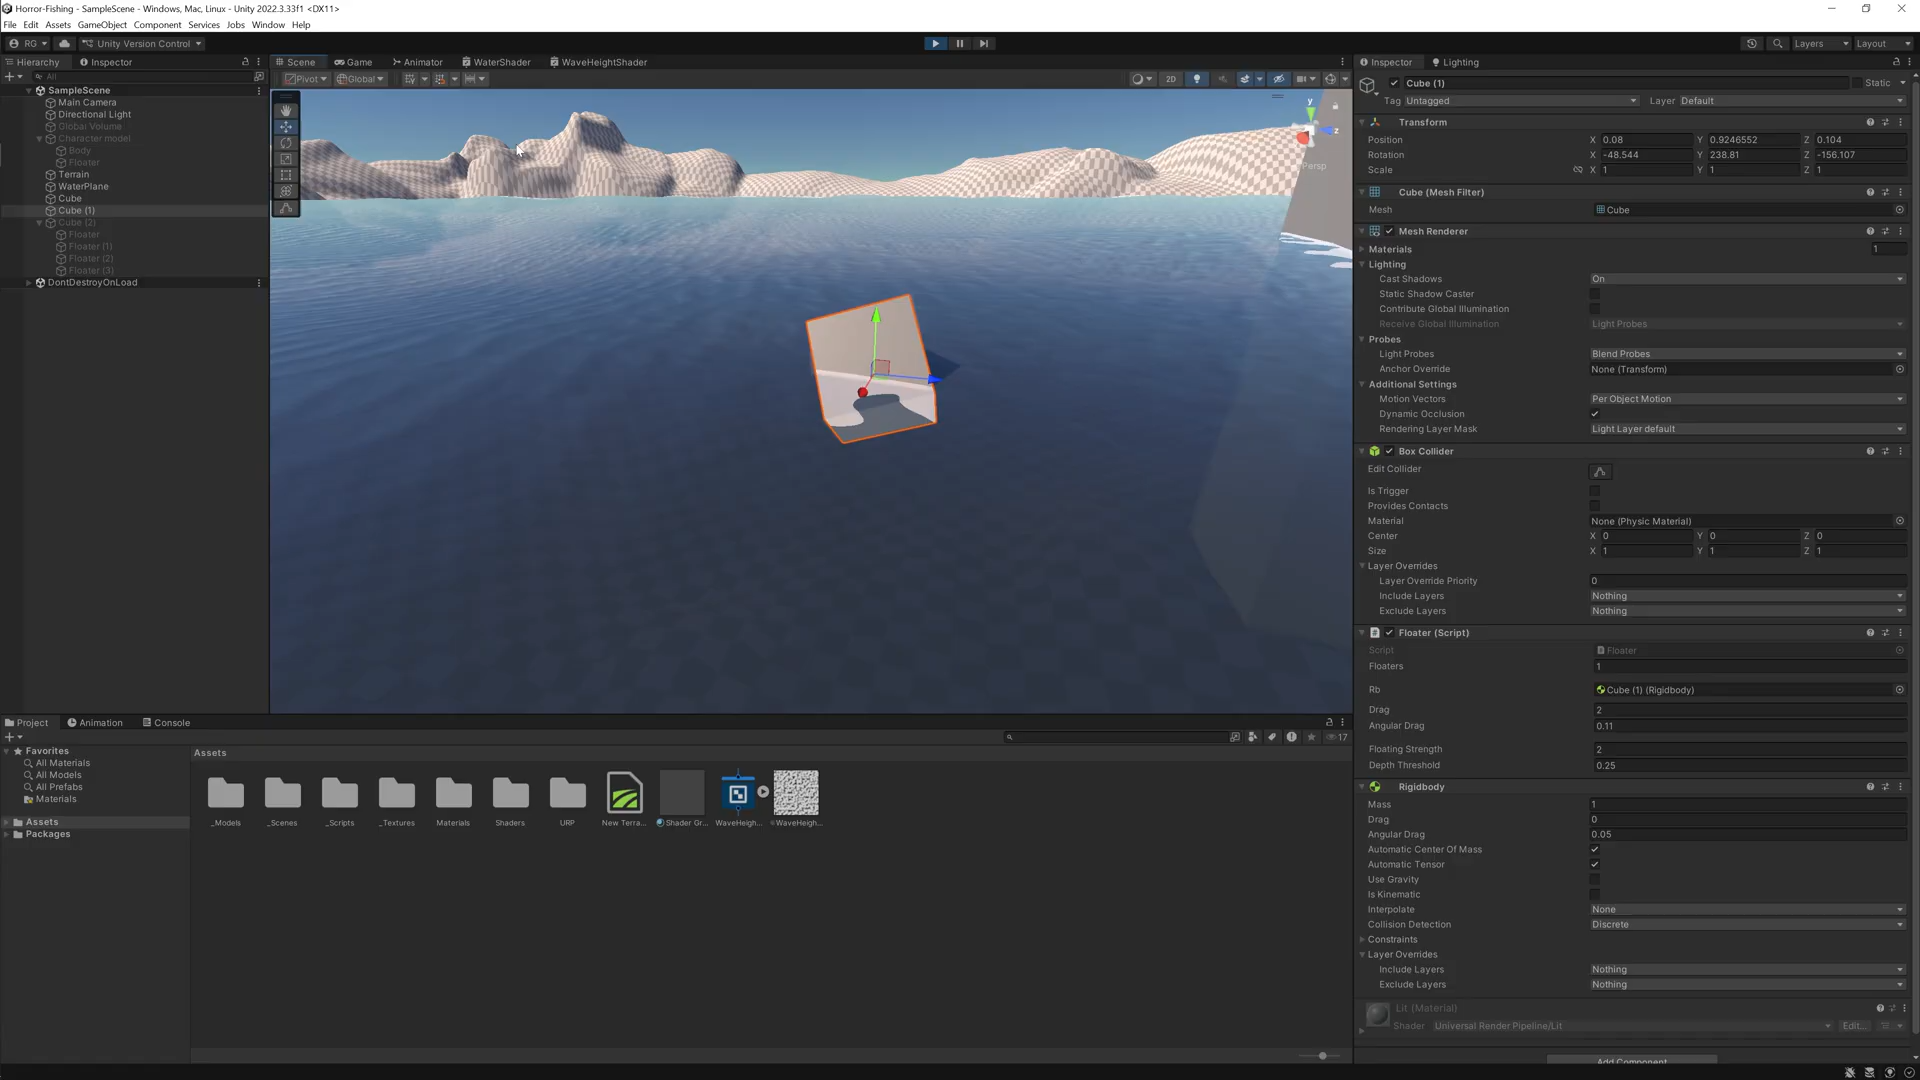 Horror-Fishing - SampleScene - Windows, Mac, Linux - Unity 2022.3.33f1 <DX11>
File Edit Assets GameObject Component Services Jobs Window Help
RG Unity Version Control Layers Layout
Hierarchy Inspector
All
SampleScene
Main Camera
Directional Light
Global Volume
Character model
Body
Floater
Terrain
WaterPlane
Cube
Cube (1)
Cube (2)
Floater
Floater (1)
Floater (2)
Floater (3)
DontDestroyOnLoad
Scene Game Animator WaterShader WaveHeightShader
Pivot Global 2D
y
z
Persp
Inspector Lighting
Cube (1) Static
Tag Untagged Layer Default
Transform
Position X 0.08 Y 0.9246552 Z 0.104
Rotation X -48.544 Y 238.81 Z -156.107
Scale X 1 Y 1 Z 1
Cube (Mesh Filter)
Mesh Cube
Mesh Renderer
Materials 1
Lighting
Cast Shadows On
Static Shadow Caster
Contribute Global Illumination
Receive Global Illumination Light Probes
Probes
Light Probes Blend Probes
Anchor Override None (Transform)
Additional Settings
Motion Vectors Per Object Motion
Dynamic Occlusion
Rendering Layer Mask Light Layer default
Box Collider
Edit Collider
Is Trigger
Provides Contacts
Material None (Physic Material)
Center X 0 Y 0 Z 0
Size X 1 Y 1 Z 1
Layer Overrides
Layer Override Priority 0
Include Layers Nothing
Exclude Layers Nothing
Floater (Script)
Script Floater
Floaters 1
Rb Cube (1) (Rigidbody)
Drag 2
Angular Drag 0.11
Floating Strength 2
Depth Threshold 0.25
Rigidbody
Mass 1
Drag 0
Angular Drag 0.05
Automatic Center Of Mass
Automatic Tensor
Use Gravity
Is Kinematic
Interpolate None
Collision Detection Discrete
Constraints
Layer Overrides
Include Layers Nothing
Exclude Layers Nothing
Lit (Material)
Shader Universal Render Pipeline/Lit Edit...
Add Component
Project Animation Console
17
Favorites
All Materials
All Models
All Prefabs
Materials
Assets
Packages
Assets
_Models _Scenes _Scripts _Textures Materials Shaders URP New Terra... Shader Gr... WaveHeigh... WaveHeigh...